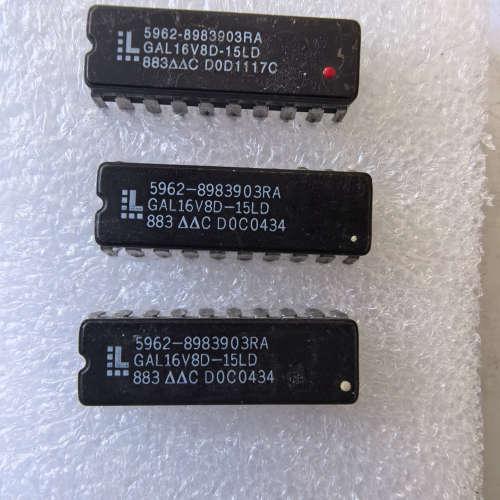 5962-8983903RA
GAL16V8D-15LD
883ΔΔC D0D1117C
5962-8983903RA
GAL16V8D-15LD
883 ΔΔC D0C0434
5962-8983903RA
GAL16V8D-15LD
883 ΔΔC D0C0434